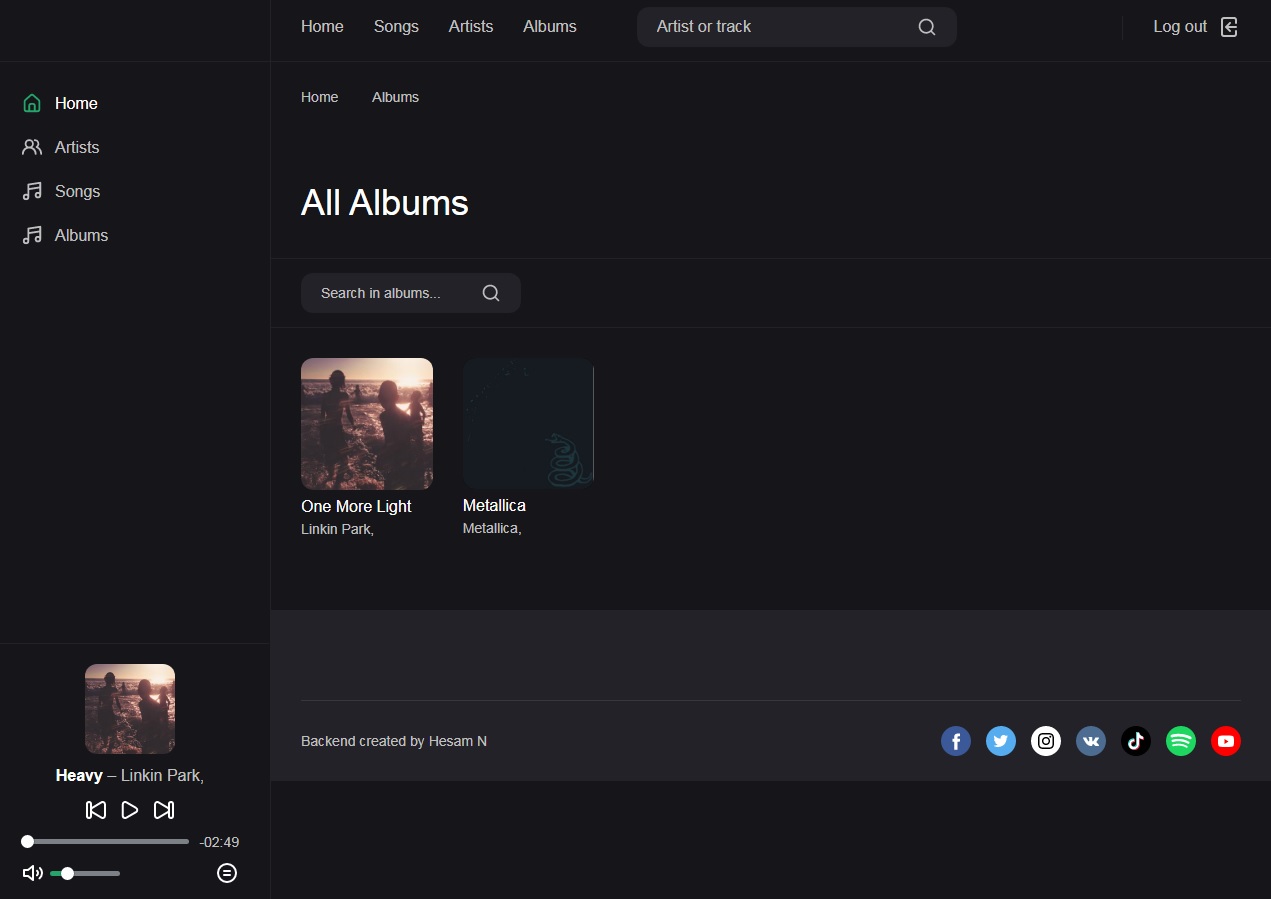 Home Songs Artists Albums Artist or track Log out
Home
Artists
Songs
Albums
Home Albums
All Albums
Search in albums...
One More Light
Linkin Park,
Metallica
Metallica,
Heavy – Linkin Park,
-02:49
Backend created by Hesam N